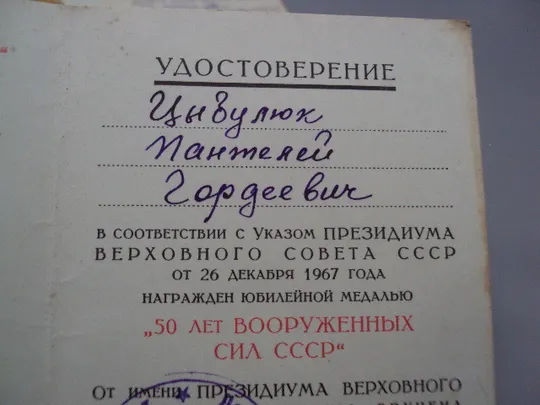 УДОСТОВЕРЕНИЕ
Цыбулюк
Пантелей
Гордеевич
В СООТВЕТСТВИИ С УКАЗОМ ПРЕЗИДИУМА
ВЕРХОВНОГО СОВЕТА СССР
ОТ 26 ДЕКАБРЯ 1967 ГОДА
НАГРАЖДЕН ЮБИЛЕЙНОЙ МЕДАЛЬЮ
„50 ЛЕТ ВООРУЖЕННЫХ
СИЛ СССР“
ОТ ИМЕНИ ПРЕЗИДИУМА ВЕРХОВНОГО